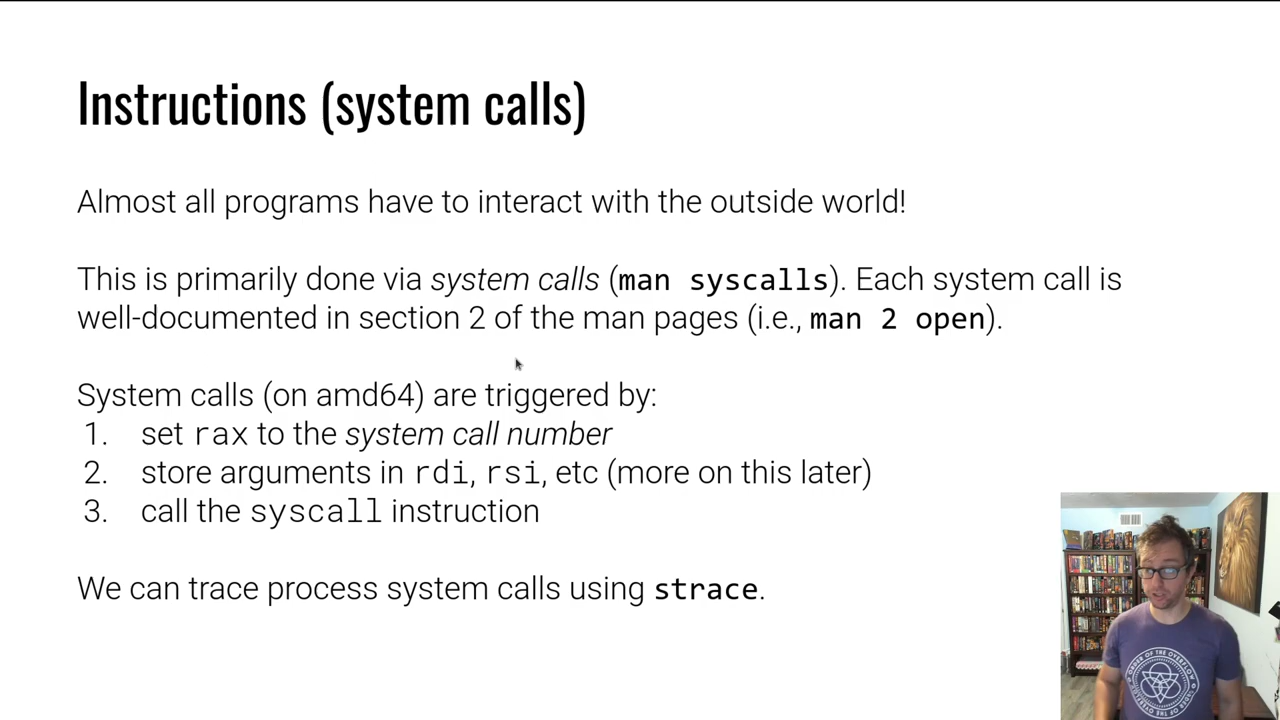 Instructions (system calls)
Almost all programs have to interact with the outside world!
This is primarily done via system calls (man syscalls). Each system call is
well-documented in section 2 of the man pages (i.e., man 2 open).
System calls (on amd64) are triggered by:
1. set rax to the system call number
2. store arguments in rdi, rsi, etc (more on this later)
3. call the syscall instruction
We can trace process system calls using strace.
ORDER OF THE OVERFLOW